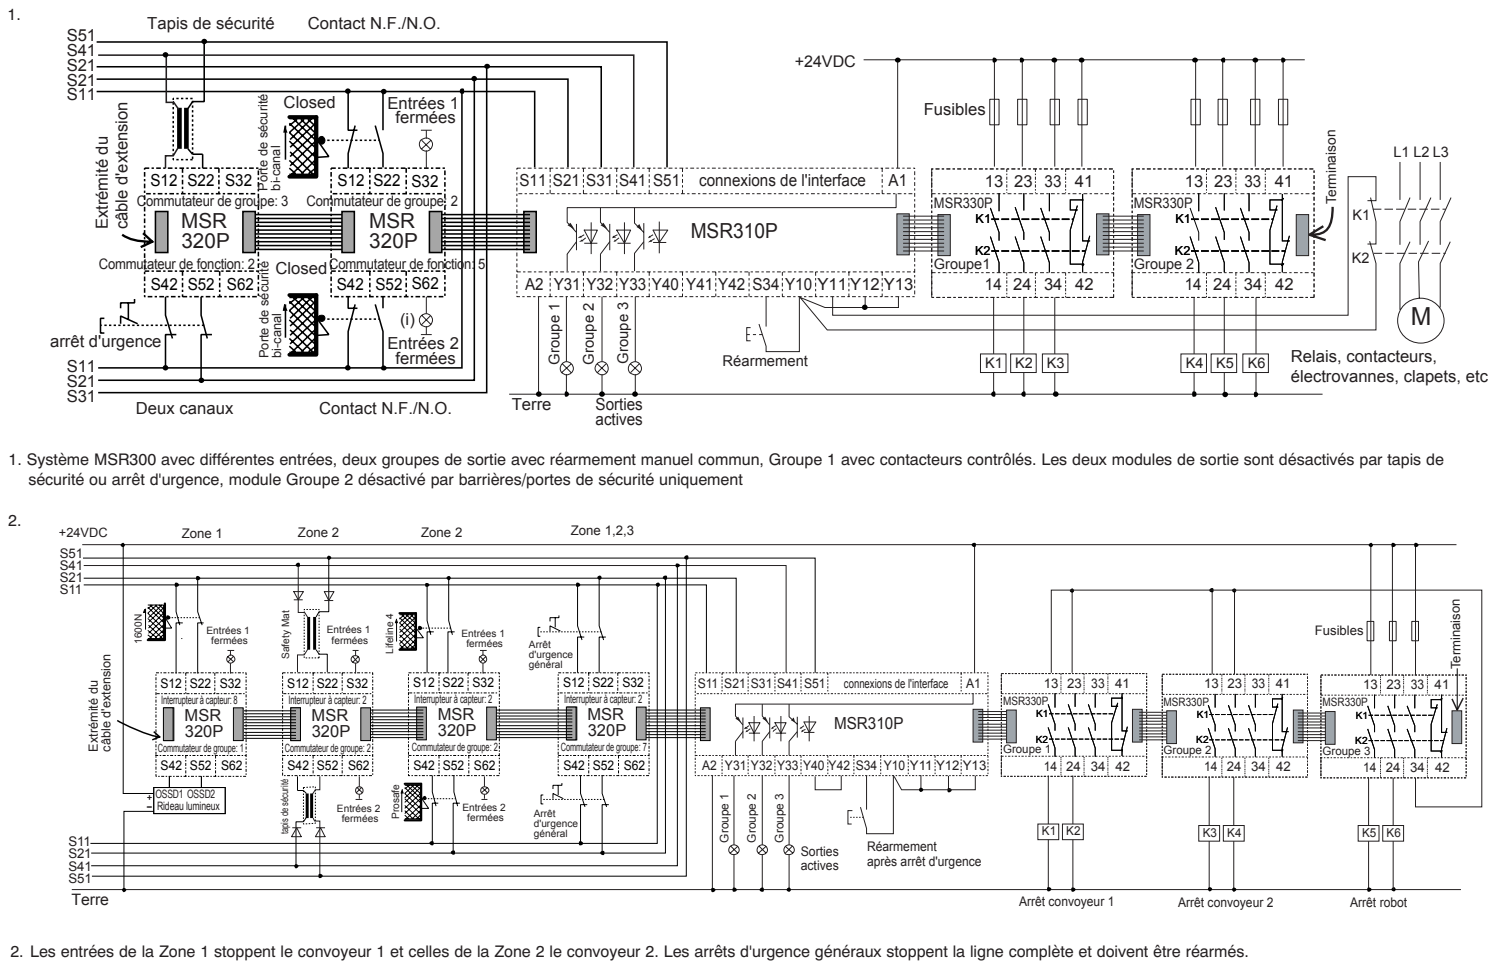 1.
Tapis de sécurité Contact N.F./N.O.
S51
S41
S21
S21
S11
+24VDC
Closed
Entrées 1
fermées
Fusibles
Extrémité du
câble d'extension
Porte de sécurité
bi-canal
Terminaison
L1 L2 L3
S12 S22 S32 S12 S22 S32
S11 S21 S31 S41 S51 connexions de l'interface A1
13 23 33 41 13 23 33 41
Commutateur de groupe: 3 Commutateur de groupe: 2
MSR330P MSR330P
MSR
320P
MSR
320P
MSR310P
K1 K1 K1
K2 K2 K2
Groupe1 Groupe 2
Commutateur de fonction: 2 Closed Commutateur de fonction: 5
S42 S52 S62 S42 S52 S62
A2 Y31 Y32 Y33 Y40 Y41 Y42 S34 Y10 Y11 Y12 Y13
14 24 34 42 14 24 34 42
Porte de sécurité
bi-canal
arrêt d'urgence
(i)
Entrées 2
fermées
Groupe 1
Groupe 2
Groupe 3
Réarmement
M
K1 K2 K3 K4 K5 K6
Relais, contacteurs,
électrovannes, clapets, etc
S11
S21
S31
Deux canaux Contact N.F./N.O.
Terre
Sorties
actives
1. Système MSR300 avec différentes entrées, deux groupes de sortie avec réarmement manuel commun, Groupe 1 avec contacteurs contrôlés. Les deux modules de sortie sont désactivés par tapis de
sécurité ou arrêt d'urgence, module Groupe 2 désactivé par barrières/portes de sécurité uniquement
2.
+24VDC Zone 1 Zone 2 Zone 2 Zone 1,2,3
S51
S41
S21
S11
1600N
Entrées 1
fermées
Safety Mat
Entrées 1
fermées
Lifeline 4
Entrées 1
fermées
Arrêt
d'urgence
général
Fusibles
Terminaison
Extrémité du
câble d'extension
S12 S22 S32 S12 S22 S32 S12 S22 S32 S12 S22 S32
S11 S21 S31 S41 S51 connexions de l'interface A1
13 23 33 41 13 23 33 41 13 23 33 41
Interrupteur à capteur: 8 Interrupteur à capteur: 2 Interrupteur à capteur: 2 Interrupteur à capteur: 2
MSR330P MSR330P MSR330P
MSR
320P
MSR
320P
MSR
320P
MSR
320P
MSR310P
K1 K1 K1
K2 K2 K2
Groupe 1 Groupe 2 Groupe 3
Commutateur de groupe: 1 Commutateur de groupe: 2 Commutateur de groupe: 2 Commutateur de groupe: 7
S42 S52 S62 S42 S52 S62 S42 S52 S62 S42 S52 S62
A2 Y31 Y32 Y33 Y40 Y42 S34 Y10 Y11 Y12 Y13
14 24 34 42 14 24 34 42 14 24 34 42
+
−
OSSD1 OSSD2
Rideau lumineux
tapis de sécurité
Entrées 2
fermées
Prosafe
Entrées 2
fermées
Arrêt
d'urgence
général
Groupe 1
Groupe 2
Groupe 3
Sorties
actives
Réarmement
après arrêt d'urgence
K1 K2 K3 K4 K5 K6
S11
S21
S41
S51
Terre
Arrêt convoyeur 1 Arrêt convoyeur 2 Arrêt robot
2. Les entrées de la Zone 1 stoppent le convoyeur 1 et celles de la Zone 2 le convoyeur 2. Les arrêts d'urgence généraux stoppent la ligne complète et doivent être réarmés.